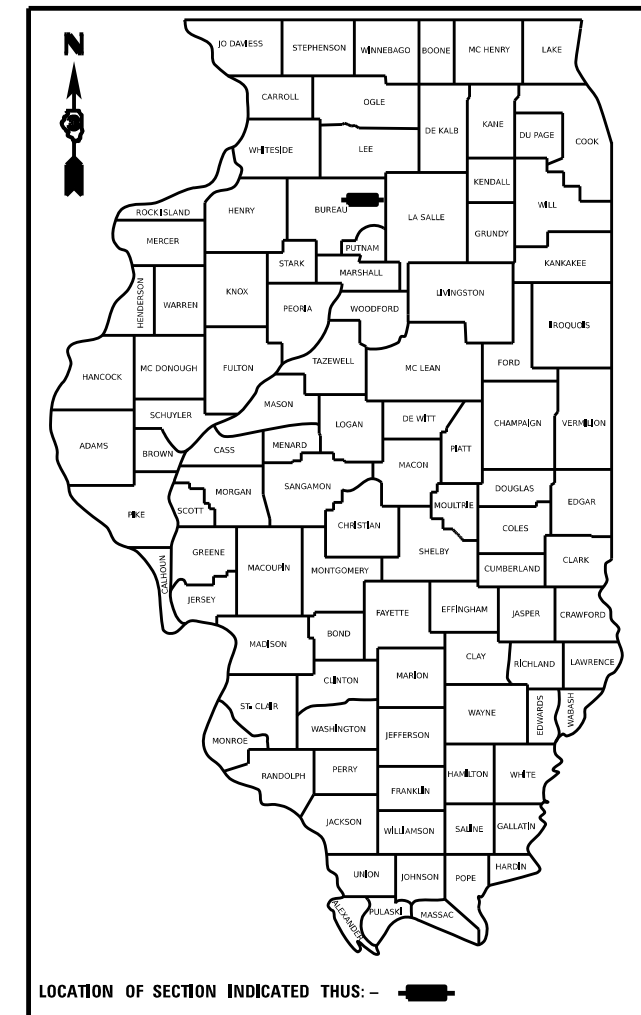 N
JO DAVIESS STEPHENSON WINNEBAGO BOONE MC HENRY LAKE
CARROLL OGLE DE KALB KANE DU PAGE COOK
WHITESIDE LEE
KENDALL WILL
ROCK ISLAND HENRY BUREAU LA SALLE GRUNDY
MERCER PUTNAM
STARK MARSHALL KANKAKEE
HENDERSON WARREN KNOX PEORIA WOODFORD LIVINGSTON IROQUOIS
FORD
HANCOCK MC DONOUGH FULTON TAZEWELL MC LEAN
SCHUYLER MASON LOGAN DE WITT CHAMPAIGN VERMILION
ADAMS BROWN CASS MENARD MACON PIATT
PIKE SCOTT MORGAN SANGAMON MOULTRIE DOUGLAS EDGAR
CHRISTIAN COLES
CALHOUN GREENE MACOUPIN MONTGOMERY SHELBY CUMBERLAND CLARK
JERSEY
FAYETTE EFFINGHAM JASPER CRAWFORD
MADISON BOND
CLAY RICHLAND LAWRENCE
CLINTON MARION
ST. CLAIR WAYNE EDWARDS WABASH
WASHINGTON JEFFERSON
MONROE
RANDOLPH PERRY HAMILTON WHITE
FRANKLIN
JACKSON WILLIAMSON SALINE GALLATIN
UNION JOHNSON POPE HARDIN
ALEXANDER PULASKI MASSAC
LOCATION OF SECTION INDICATED THUS: –